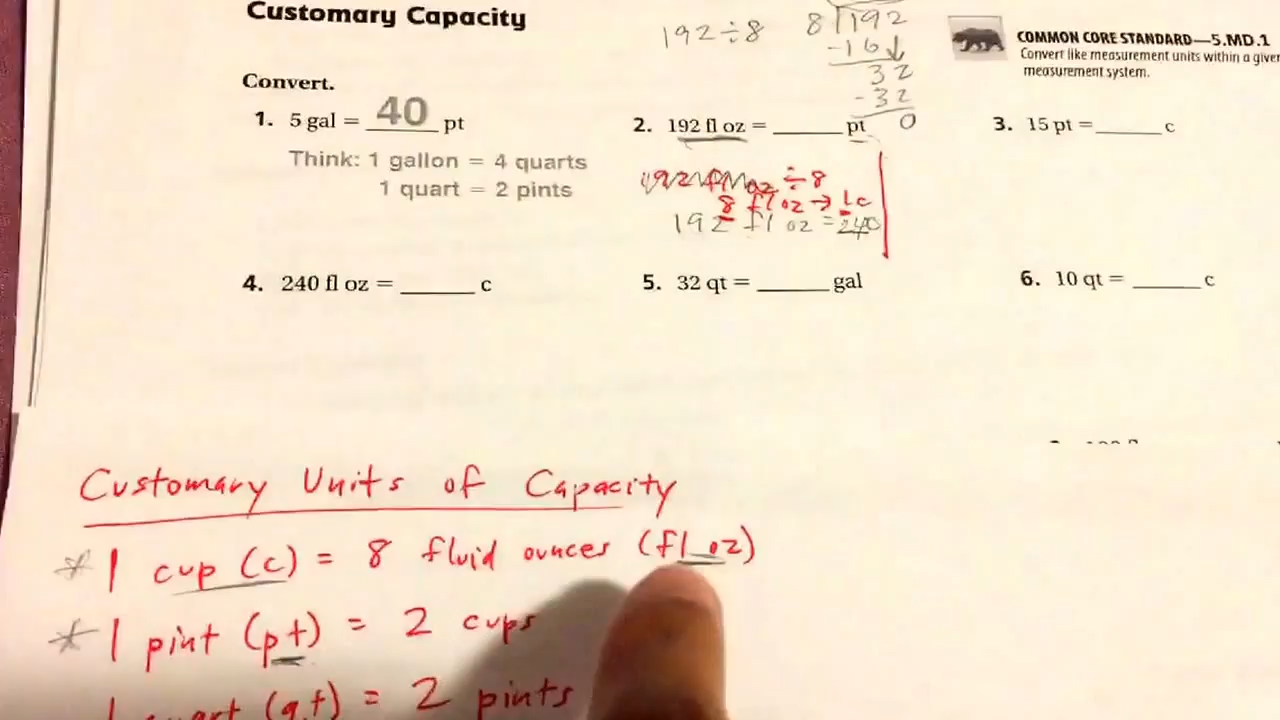 Customary Capacity
192÷8
8 192
-16
32
-32
0
COMMON CORE STANDARD—5.MD.1
Convert like measurement units within a given
measurement system.
Convert.
1. 5 gal = 40 pt
Think: 1 gallon = 4 quarts
1 quart = 2 pints
2. 192 fl oz = ______ pt
÷8
8 fl oz → 1c
192 fl oz =
3. 15 pt = ______ c
4. 240 fl oz = ______ c
5. 32 qt = ______ gal
6. 10 qt = ______ c
Customary Units of Capacity
* 1 cup (c) = 8 fluid ounces (fl oz)
* 1 pint (pt) = 2 cups
1 quart (qt) = 2 pints